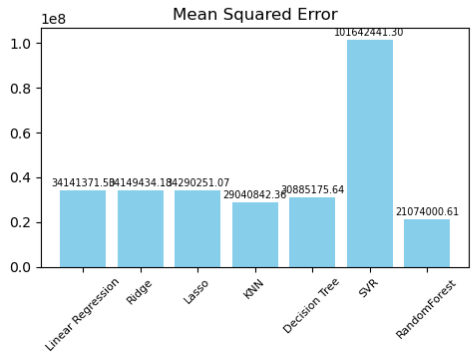 Mean Squared Error
1e8
1.0
0.8
0.6
0.4
0.2
0.0
34141371.53
34149434.18
34290251.07
29040842.36
30885175.64
101642441.30
21074000.61
Linear Regression
Ridge
Lasso
KNN
Decision Tree
SVR
RandomForest